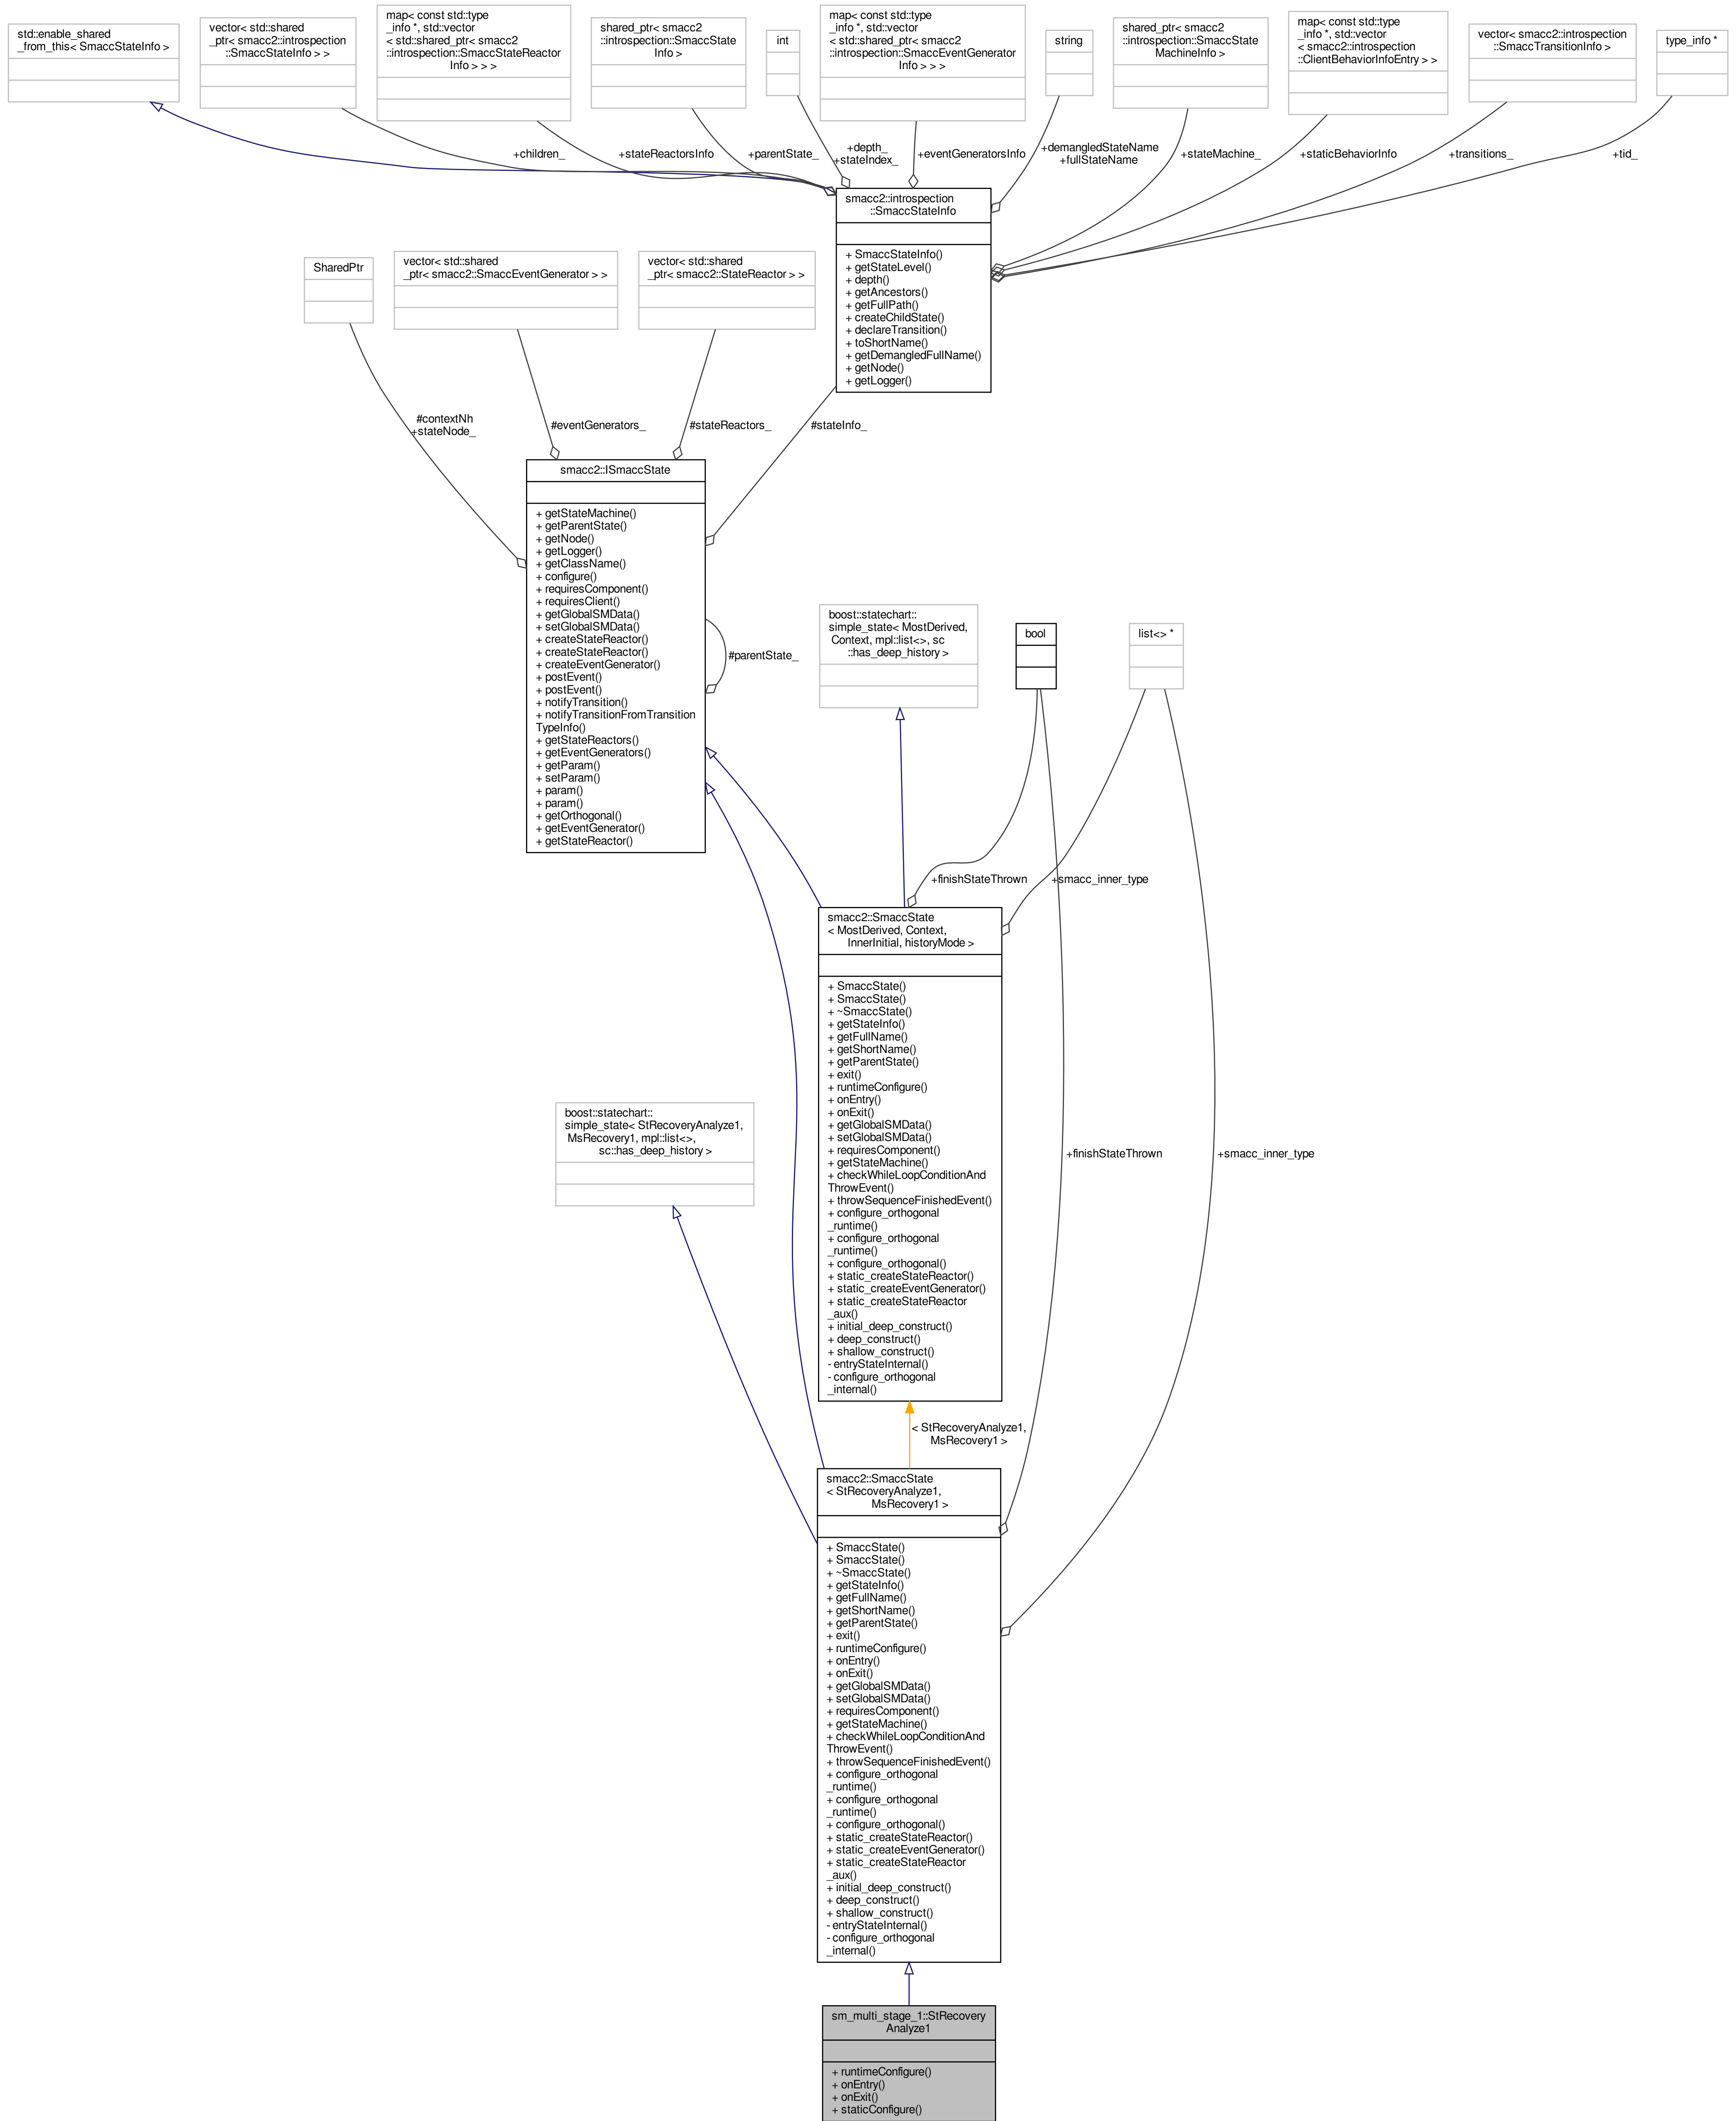 std::enable_shared
_from_this< SmaccStateInfo >
vector< std::shared
_ptr< smacc2::introspection
::SmaccStateInfo > >
map< const std::type
_info *, std::vector
< std::shared_ptr< smacc2
::introspection::SmaccStateReactor
Info > > >
shared_ptr< smacc2
::introspection::SmaccState
Info >
int
map< const std::type
_info *, std::vector
< std::shared_ptr< smacc2
::introspection::SmaccEventGenerator
Info > > >
string
shared_ptr< smacc2
::introspection::SmaccState
MachineInfo >
map< const std::type
_info *, std::vector
< smacc2::introspection
::ClientBehaviorInfoEntry > >
vector< smacc2::introspection
::SmaccTransitionInfo >
type_info *
+children_
+stateReactorsInfo
+parentState_
+depth_
+stateIndex_
+eventGeneratorsInfo
+demangledStateName
+fullStateName
+stateMachine_
+staticBehaviorInfo
+transitions_
+tid_
smacc2::introspection
::SmaccStateInfo
+ SmaccStateInfo()
+ getStateLevel()
+ depth()
+ getAncestors()
+ getFullPath()
+ createChildState()
+ declareTransition()
+ toShortName()
+ getDemangledFullName()
+ getNode()
+ getLogger()
SharedPtr
vector< std::shared
_ptr< smacc2::SmaccEventGenerator > >
vector< std::shared
_ptr< smacc2::StateReactor > >
#contextNh
+stateNode_
#eventGenerators_
#stateReactors_
#stateInfo_
smacc2::ISmaccState
+ getStateMachine()
+ getParentState()
+ getNode()
+ getLogger()
+ getClassName()
+ configure()
+ requiresComponent()
+ requiresClient()
+ getGlobalSMData()
+ setGlobalSMData()
+ createStateReactor()
+ createStateReactor()
+ createEventGenerator()
+ postEvent()
+ postEvent()
+ notifyTransition()
+ notifyTransitionFromTransition
TypeInfo()
+ getStateReactors()
+ getEventGenerators()
+ getParam()
+ setParam()
+ param()
+ param()
+ getOrthogonal()
+ getEventGenerator()
+ getStateReactor()
#parentState_
boost::statechart::
simple_state< MostDerived,
Context, mpl::list<>, sc
::has_deep_history >
bool
list<> *
+finishStateThrown
+smacc_inner_type
smacc2::SmaccState
< MostDerived, Context,
InnerInitial, historyMode >
+ SmaccState()
+ SmaccState()
+ ~SmaccState()
+ getStateInfo()
+ getFullName()
+ getShortName()
+ getParentState()
+ exit()
+ runtimeConfigure()
+ onEntry()
+ onExit()
+ getGlobalSMData()
+ setGlobalSMData()
+ requiresComponent()
+ getStateMachine()
+ checkWhileLoopConditionAnd
ThrowEvent()
+ throwSequenceFinishedEvent()
+ configure_orthogonal
_runtime()
+ configure_orthogonal
_runtime()
+ configure_orthogonal()
+ static_createStateReactor()
+ static_createEventGenerator()
+ static_createStateReactor
_aux()
+ initial_deep_construct()
+ deep_construct()
+ shallow_construct()
- entryStateInternal()
- configure_orthogonal
_internal()
boost::statechart::
simple_state< StRecoveryAnalyze1,
MsRecovery1, mpl::list<>,
sc::has_deep_history >
+finishStateThrown
+smacc_inner_type
< StRecoveryAnalyze1,
MsRecovery1 >
smacc2::SmaccState
< StRecoveryAnalyze1,
MsRecovery1 >
+ SmaccState()
+ SmaccState()
+ ~SmaccState()
+ getStateInfo()
+ getFullName()
+ getShortName()
+ getParentState()
+ exit()
+ runtimeConfigure()
+ onEntry()
+ onExit()
+ getGlobalSMData()
+ setGlobalSMData()
+ requiresComponent()
+ getStateMachine()
+ checkWhileLoopConditionAnd
ThrowEvent()
+ throwSequenceFinishedEvent()
+ configure_orthogonal
_runtime()
+ configure_orthogonal
_runtime()
+ configure_orthogonal()
+ static_createStateReactor()
+ static_createEventGenerator()
+ static_createStateReactor
_aux()
+ initial_deep_construct()
+ deep_construct()
+ shallow_construct()
- entryStateInternal()
- configure_orthogonal
_internal()
sm_multi_stage_1::StRecovery
Analyze1
+ runtimeConfigure()
+ onEntry()
+ onExit()
+ staticConfigure()